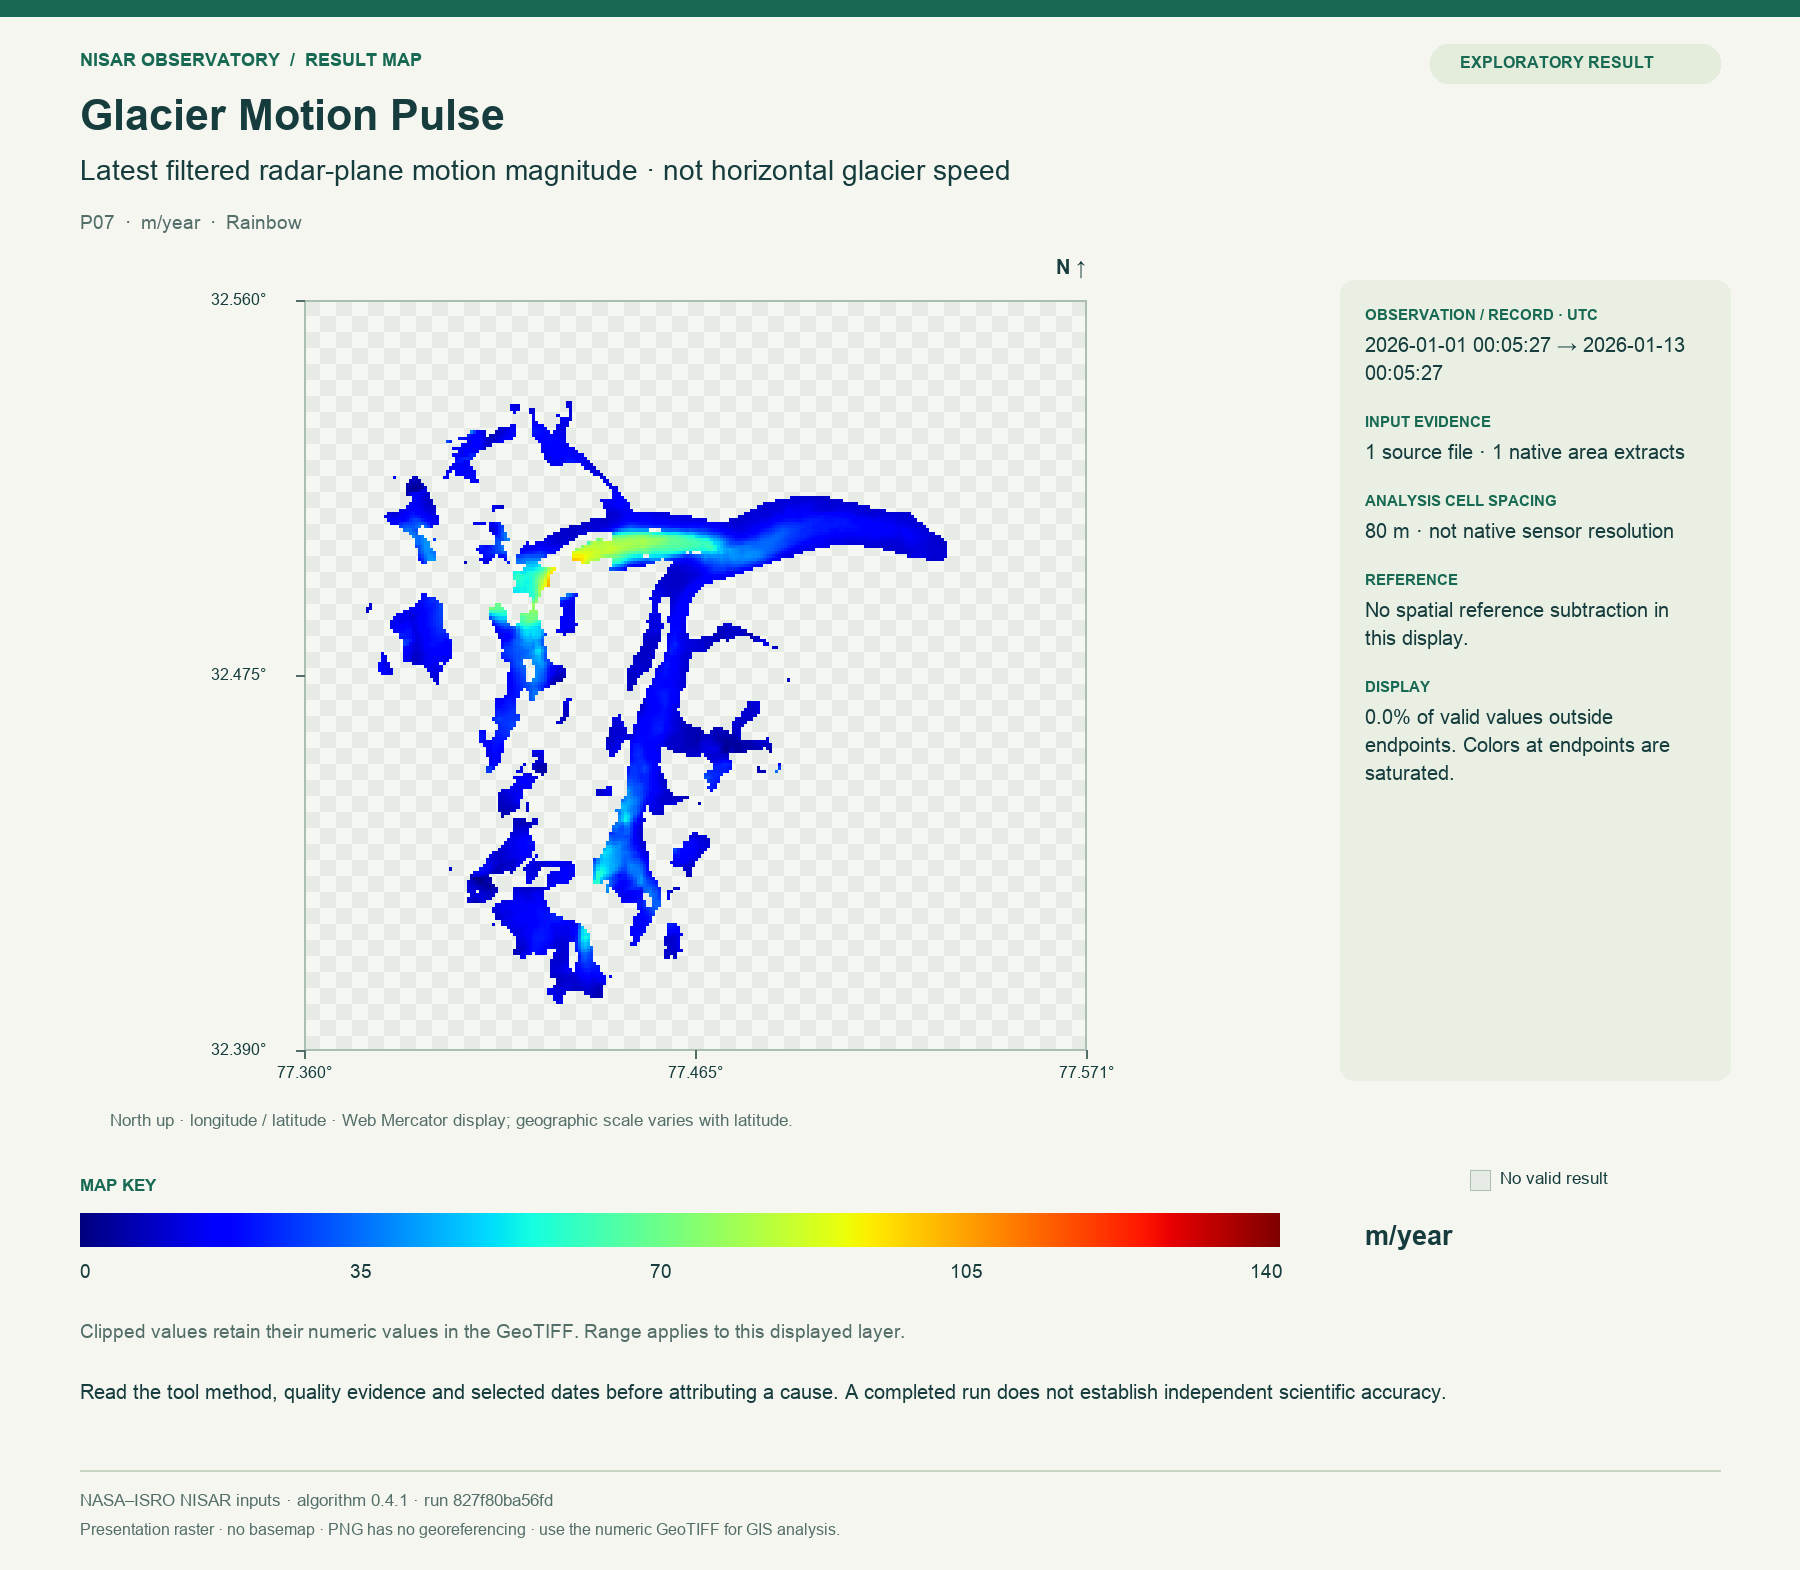 NISAR OBSERVATORY / RESULT MAP
EXPLORATORY RESULT
Glacier Motion Pulse
Latest filtered radar-plane motion magnitude · not horizontal glacier speed
P07 · m/year · Rainbow
N ↑
32.560°
32.475°
32.390°
77.360°
77.465°
77.571°
OBSERVATION / RECORD · UTC
2026-01-01 00:05:27 → 2026-01-13
00:05:27
INPUT EVIDENCE
1 source file · 1 native area extracts
ANALYSIS CELL SPACING
80 m · not native sensor resolution
REFERENCE
No spatial reference subtraction in
this display.
DISPLAY
0.0% of valid values outside
endpoints. Colors at endpoints are
saturated.
North up · longitude / latitude · Web Mercator display; geographic scale varies with latitude.
MAP KEY
No valid result
m/year
0 35 70 105 140
Clipped values retain their numeric values in the GeoTIFF. Range applies to this displayed layer.
Read the tool method, quality evidence and selected dates before attributing a cause. A completed run does not establish independent scientific accuracy.
NASA–ISRO NISAR inputs · algorithm 0.4.1 · run 827f80ba56fd
Presentation raster · no basemap · PNG has no georeferencing · use the numeric GeoTIFF for GIS analysis.